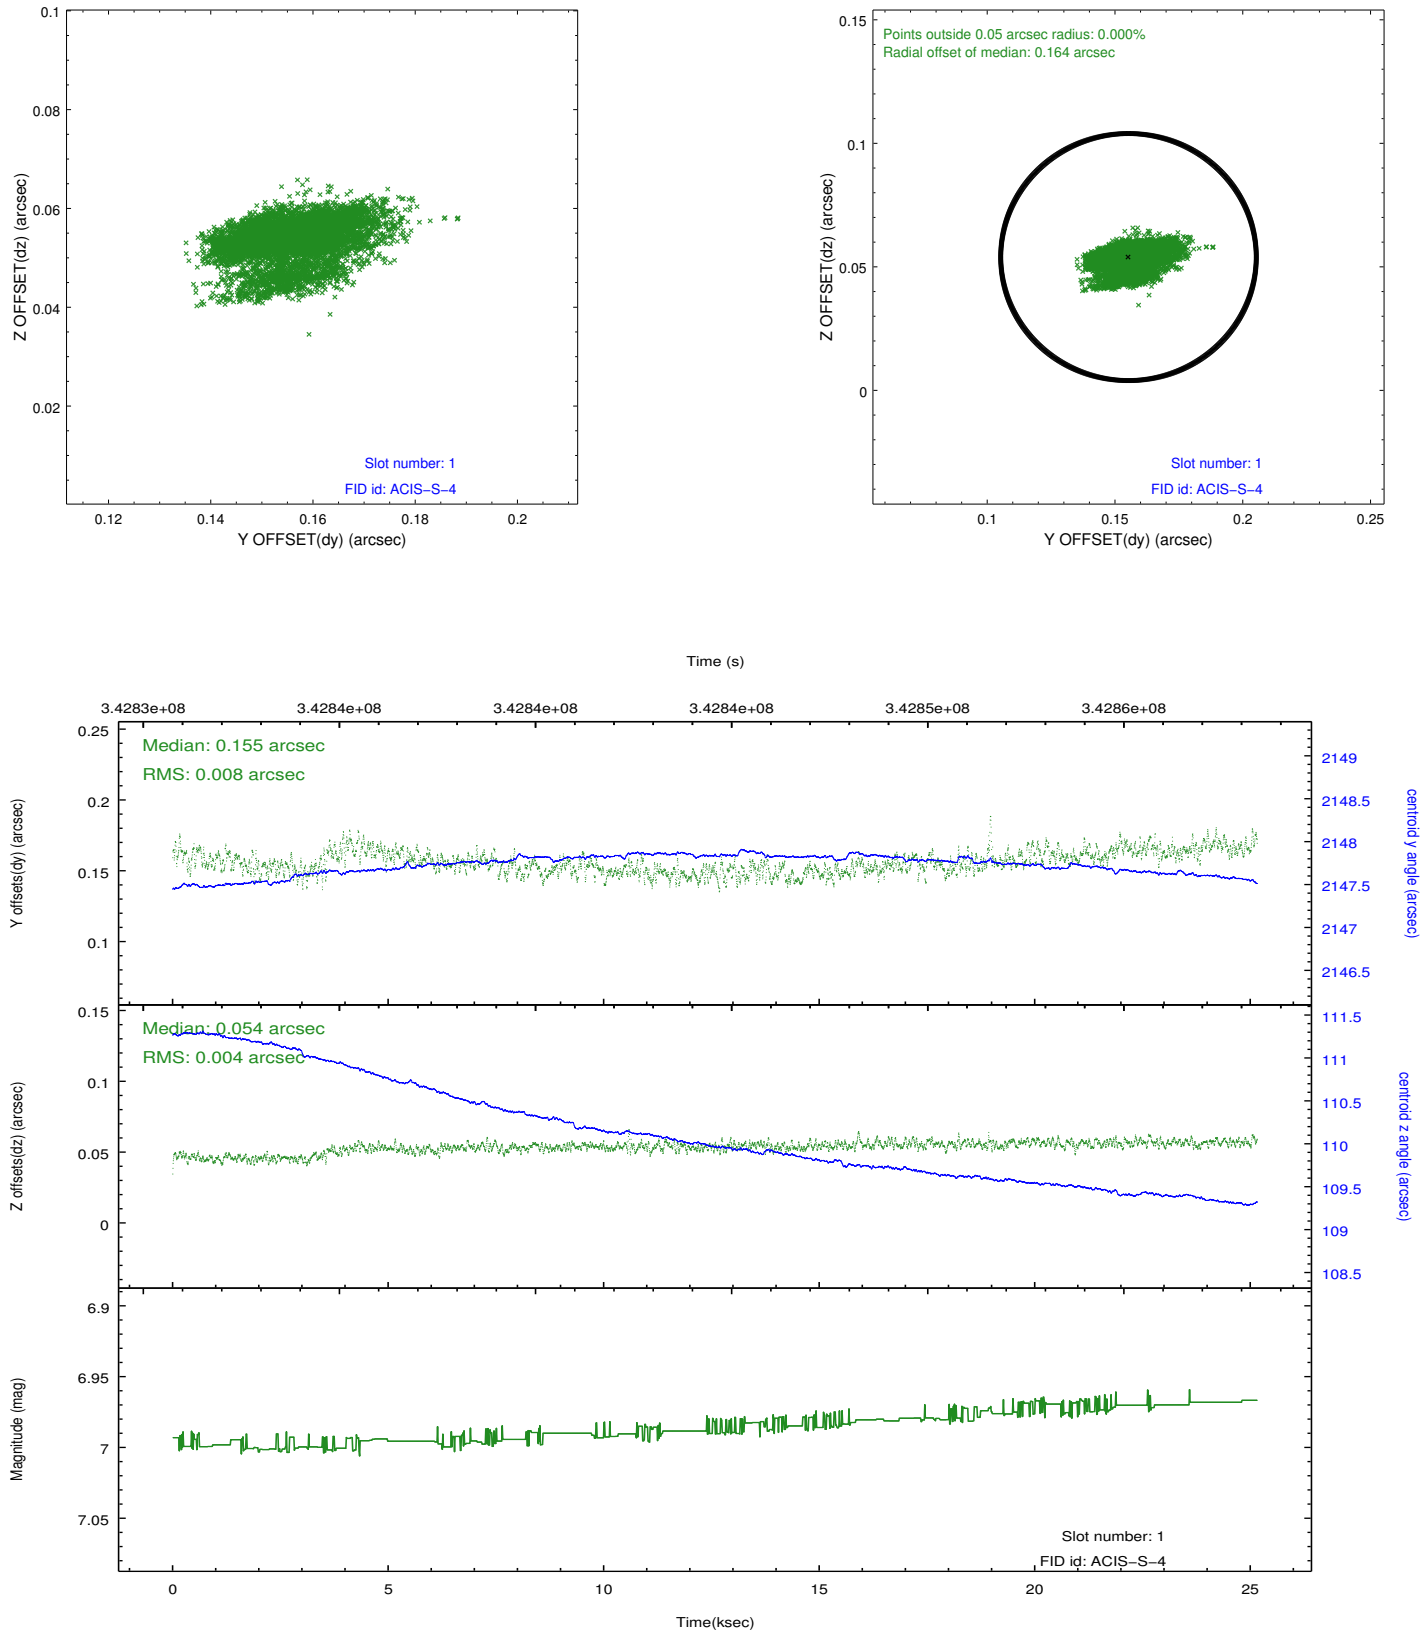 0.1
0.08
0.06
0.04
0.02
Z OFFSET(dz) (arcsec)
Slot number: 1
FID id: ACIS−S−4
0.12 0.14 0.16 0.18 0.2
Y OFFSET(dy) (arcsec)
0.15
0.1
0.05
0
Z OFFSET(dz) (arcsec)
Points outside 0.05 arcsec radius: 0.000%
Radial offset of median: 0.164 arcsec
Slot number: 1
FID id: ACIS−S−4
0.1 0.15 0.2 0.25
Y OFFSET(dy) (arcsec)
Time (s)
3.4283e+08 3.4284e+08 3.4284e+08 3.4284e+08 3.4285e+08 3.4286e+08
0.25
0.2
0.15
0.1
Y offsets(dy) (arcsec)
Median: 0.155 arcsec
RMS: 0.008 arcsec
2149
2148.5
2148
2147.5
2147
2146.5
centroid y angle (arcsec)
0.15
0.1
0.05
0
Z offsets(dz) (arcsec)
Median: 0.054 arcsec
RMS: 0.004 arcsec
111.5
111
110.5
110
109.5
109
108.5
centroid z angle (arcsec)
6.9
6.95
7
7.05
Magnitude (mag)
Slot number: 1
FID id: ACIS−S−4
0 5 10 15 20 25
Time(ksec)